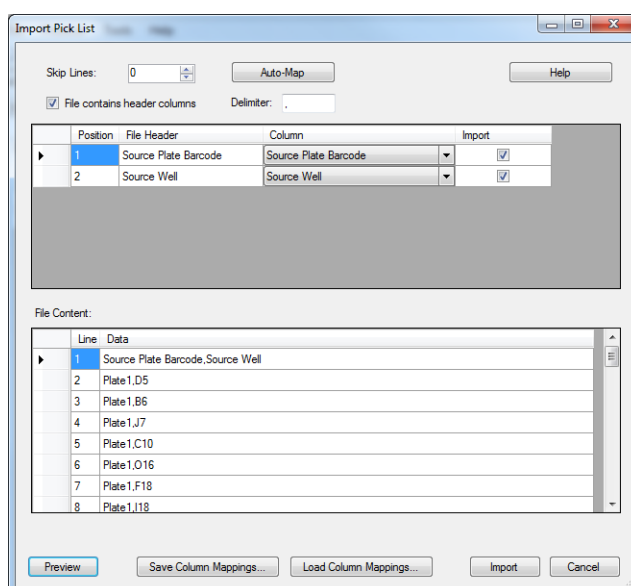 Import Pick List
Skip Lines: 0 Auto-Map Help
File contains header columns Delimiter: ,
Position File Header Column Import
1 Source Plate Barcode Source Plate Barcode
2 Source Well Source Well
File Content:
Line Data
1 Source Plate Barcode,Source Well
2 Plate1,D5
3 Plate1,B6
4 Plate1,J7
5 Plate1,C10
6 Plate1,O16
7 Plate1,F18
8 Plate1,I18
Preview Save Column Mappings... Load Column Mappings... Import Cancel